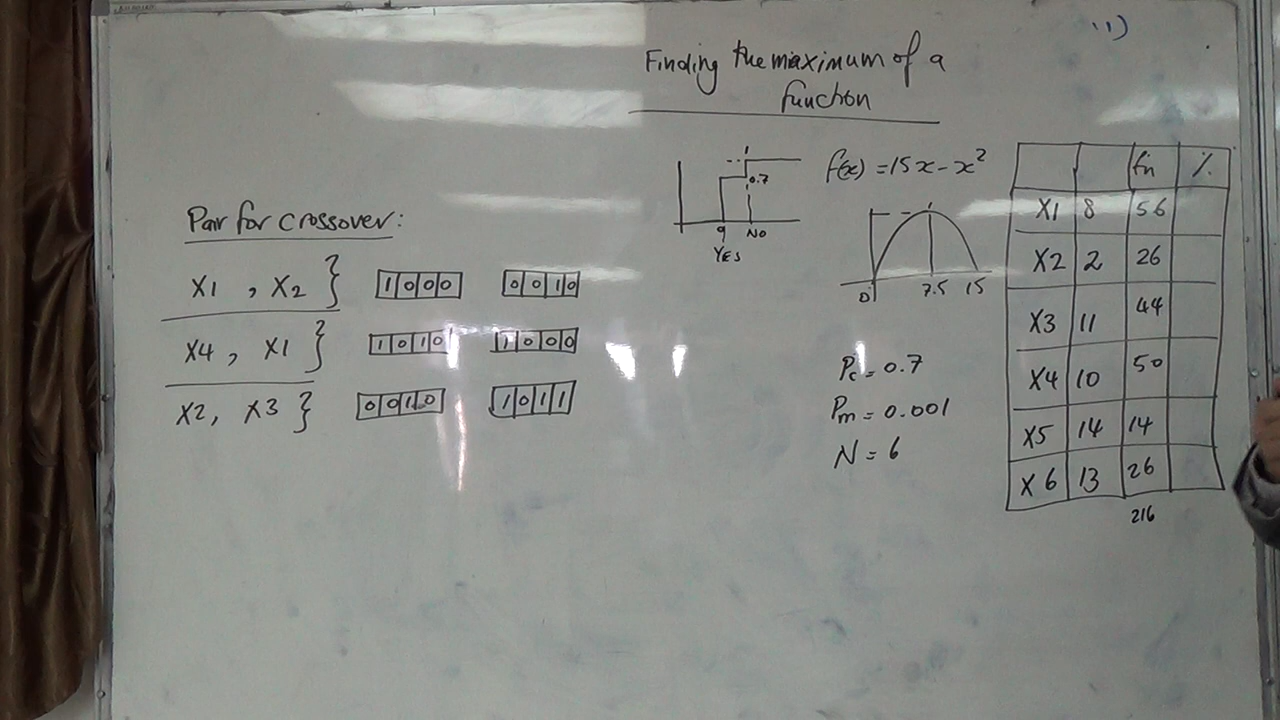 11)
Finding the maximum of a
function
Pair for crossover:
X1 , X2 } 1 0 0 0 0 0 1 0
X4 , X1 } 1 0 1 0 1 0 0 0
X2, X3 } 0 0 1 0 1 0 1 1
0.7
YES NO
f(x) = 15x - x²
0 7.5 15
Pc = 0.7
Pm = 0.001
N = 6
fn %
X1 8 56
X2 2 26
X3 11 44
X4 10 50
X5 14 14
X6 13 26
216